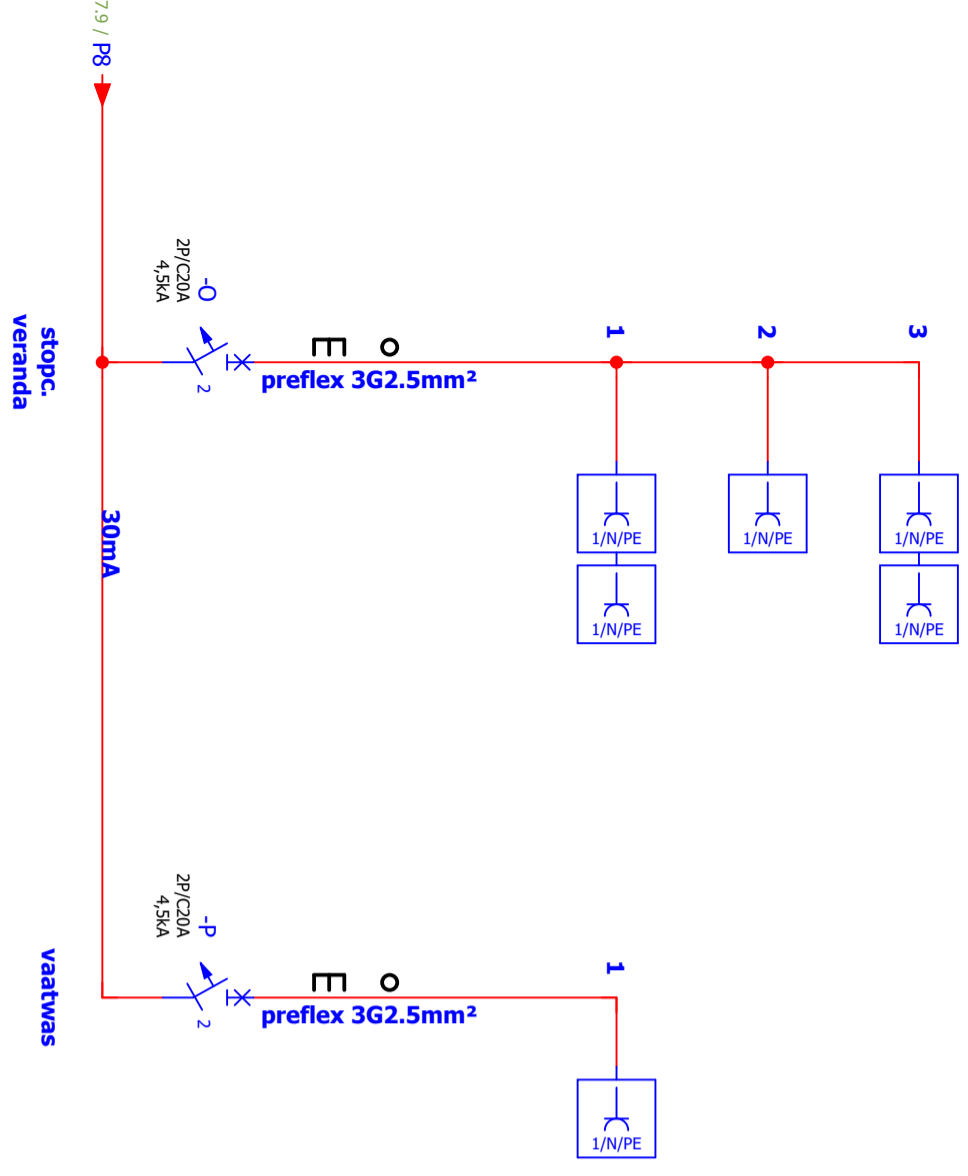 7.9 / P8
-O
2P/C20A
4,5kA
2
preflex 3G2.5mm²
1
2
3
1/N/PE
1/N/PE
1/N/PE
1/N/PE
1/N/PE
stopc.
veranda
30mA
-P
2P/C20A
4,5kA
2
preflex 3G2.5mm²
1
1/N/PE
vaatwas